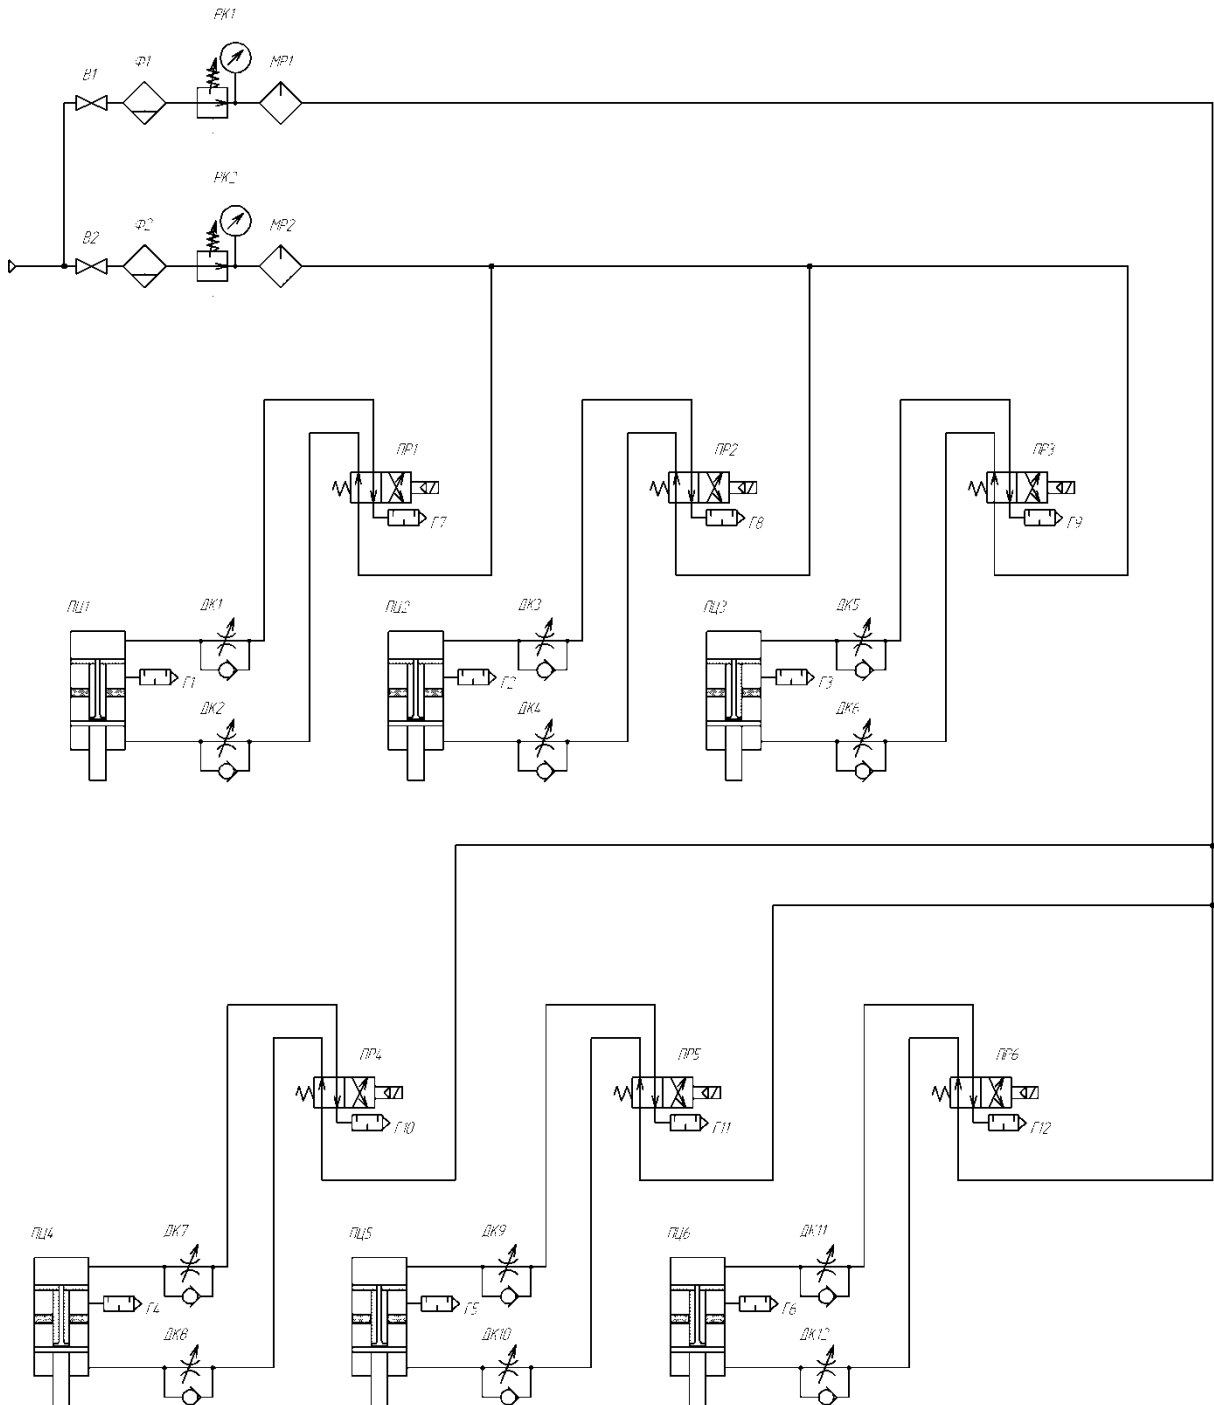 РК1
В1 Ф1 МР1
РК2
В2 Ф2 МР2
ПР1 ПР2 ПР3
Г7 Г8 Г9
ПЦ1 ДК1 ПЦ2 ДК3 ПЦ3 ДК5
Г1 Г2 Г3
ДК2 ДК4 ДК6
ПР4 ПР5 ПР6
Г10 Г11 Г12
ПЦ4 ДК7 ПЦ5 ДК9 ПЦ6 ДК11
Г4 Г5 Г6
ДК8 ДК10 ДК12